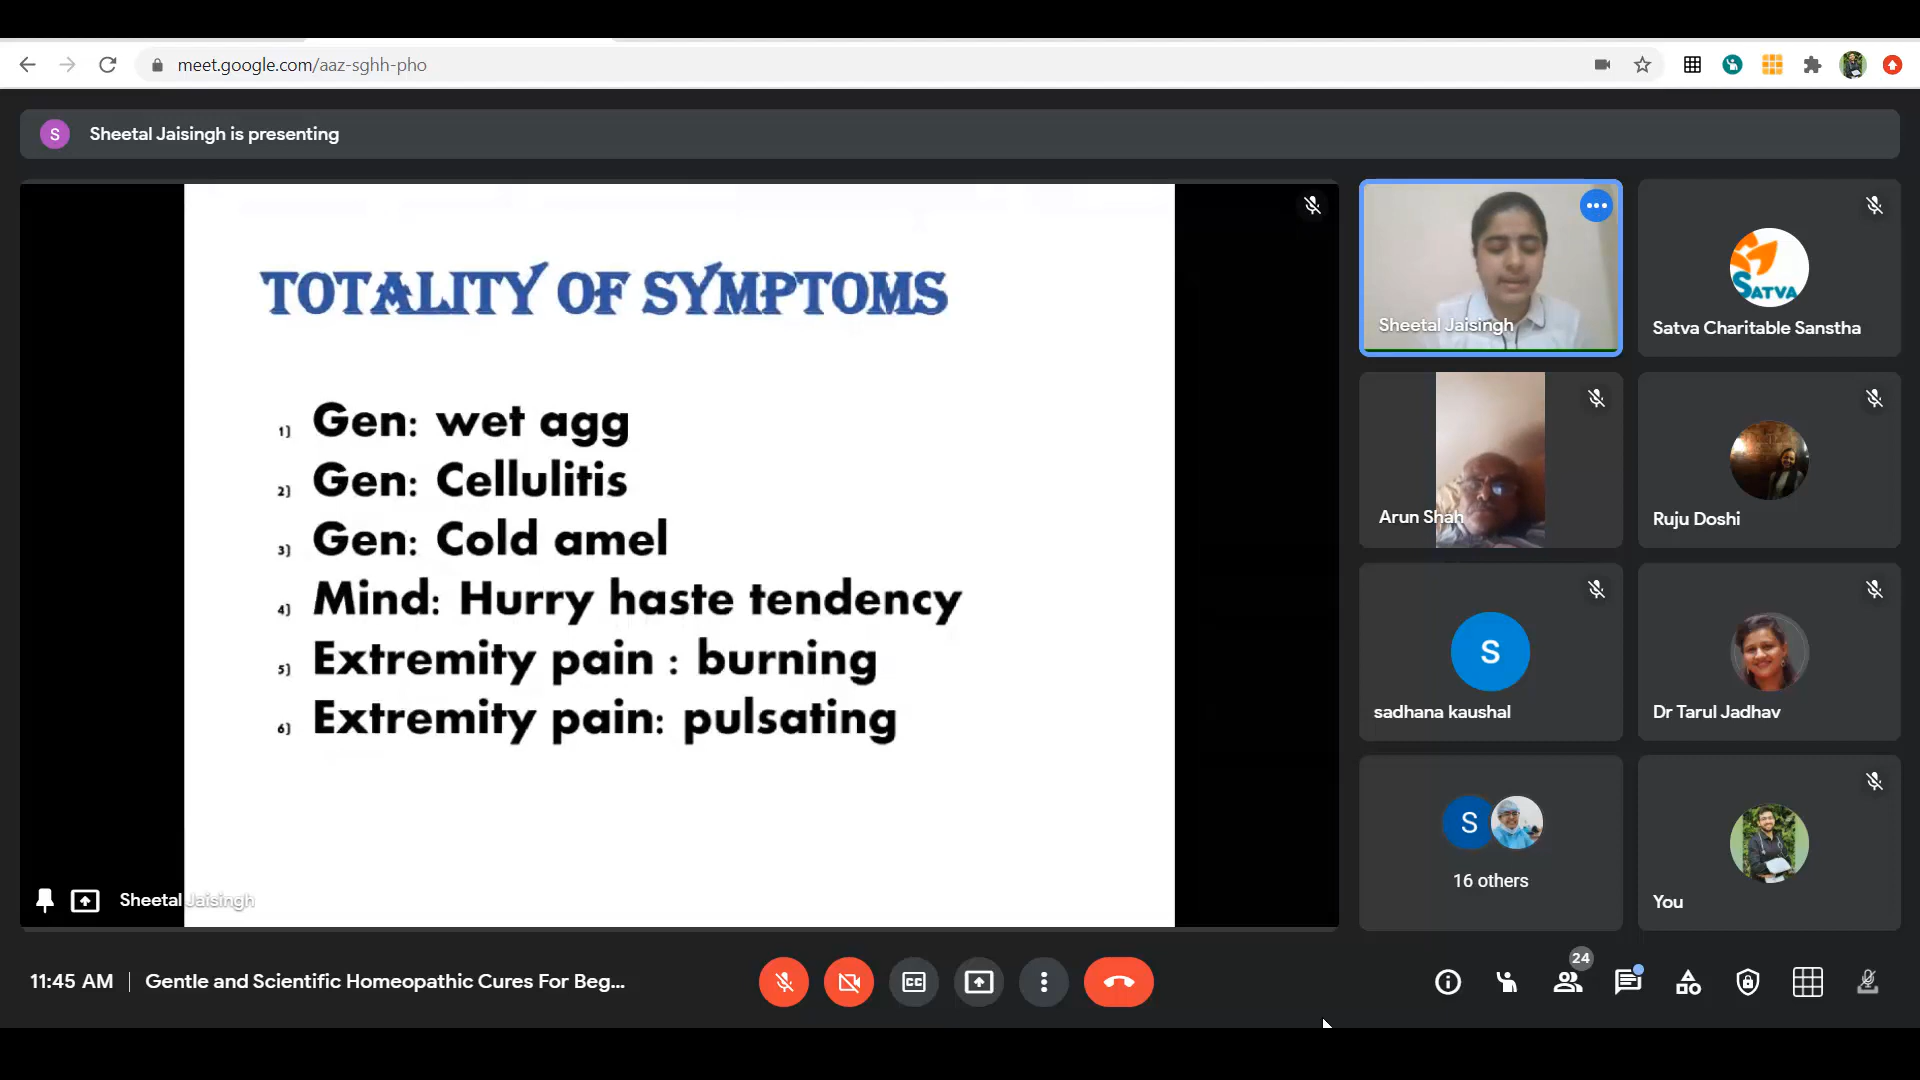 meet.google.com/aaz-sghh-pho
S
Sheetal Jaisingh is presenting
TOTALITY OF SYMPTOMS
1) Gen: wet agg
2) Gen: Cellulitis
3) Gen: Cold amel
4) Mind: Hurry haste tendency
5) Extremity pain : burning
6) Extremity pain: pulsating
Sheetal Jaisingh
Sheetal Jaisingh
SATVA
Satva Charitable Sanstha
Arun Shah
Ruju Doshi
S
sadhana kaushal
Dr Tarul Jadhav
S
16 others
You
11:45 AM | Gentle and Scientific Homeopathic Cures For Beg...
CC
24